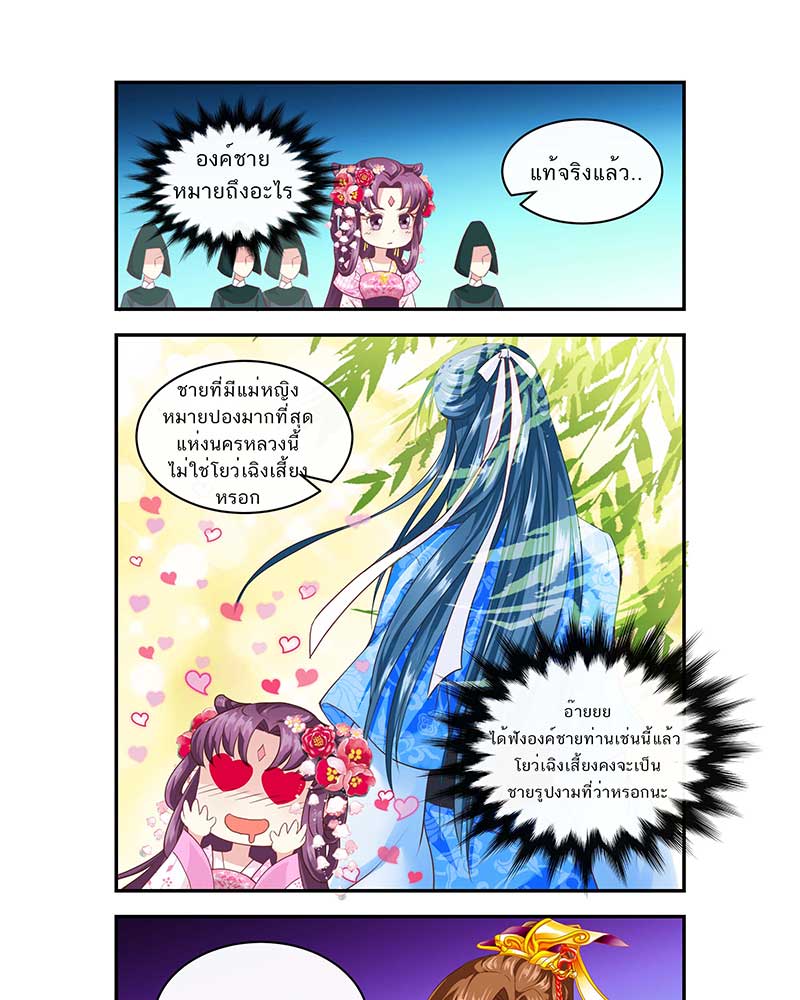 องค์ชาย
หมายถึงอะไร
แท้จริงแล้ว..
ชายที่มีแม่หญิง
หมายปองมากที่สุด
แห่งนครหลวงนี้
ไม่ใช่โยว่เฉิงเสี้ยง
หรอก
อ๊ายยย
ได้ฟังองค์ชายท่านเช่นนี้แล้ว
โยว่เฉิงเสี้ยงคงจะเป็น
ชายรูปงามที่ว่าหรอกนะ